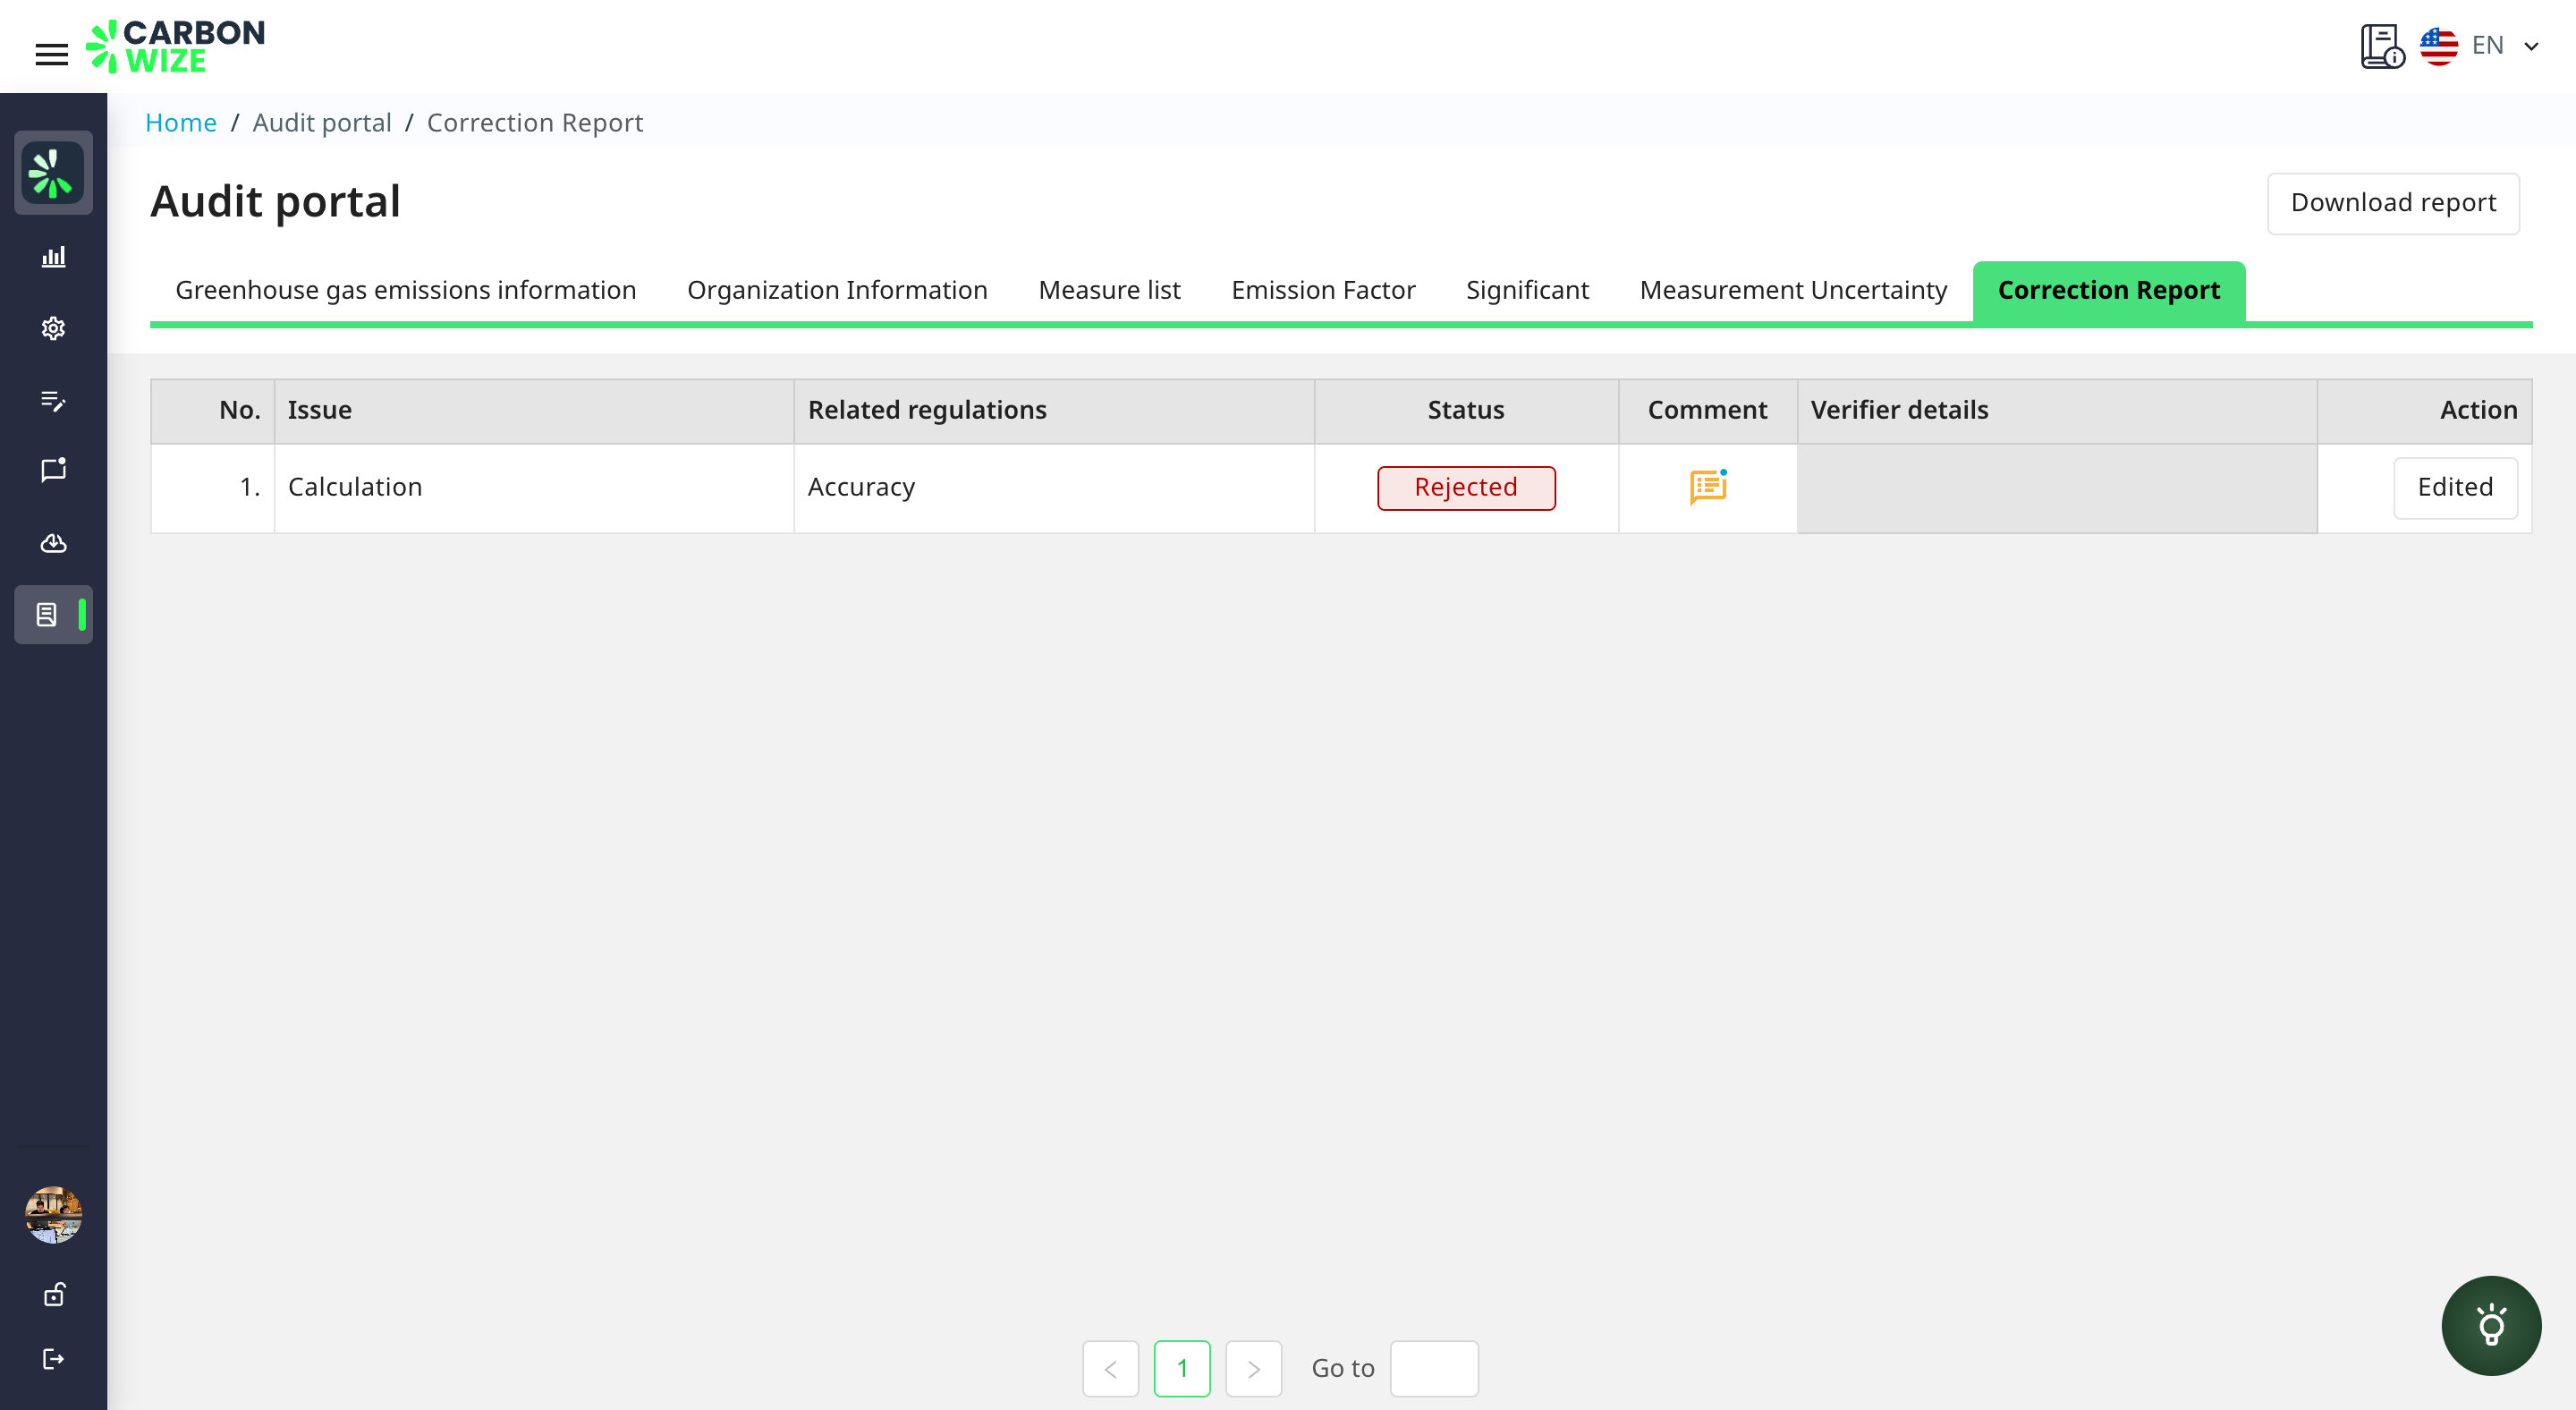 CARBON
WIZE
EN
Home / Audit portal / Correction Report
Audit portal
Download report
Greenhouse gas emissions information Organization Information Measure list Emission Factor Significant Measurement Uncertainty Correction Report
No. Issue Related regulations Status Comment Verifier details Action
1. Calculation Accuracy Rejected Edited
< 1 > Go to